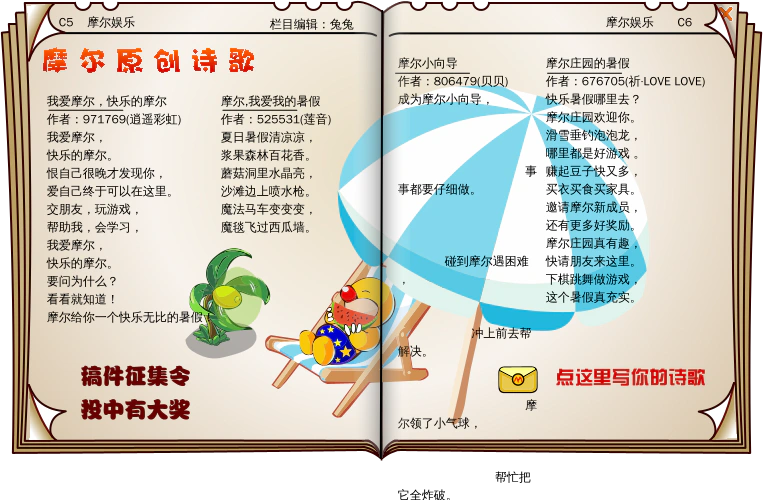 C5 摩尔娱乐
栏目编辑：兔兔
摩尔原创诗歌
我爱摩尔，快乐的摩尔
作者：971769(逍遥彩虹)
我爱摩尔，
快乐的摩尔。
恨自己很晚才发现你，
爱自己终于可以在这里。
交朋友，玩游戏，
帮助我，会学习，
我爱摩尔，
快乐的摩尔。
要问为什么？
看看就知道！
摩尔给你一个快乐无比的暑假！
摩尔,我爱我的暑假
作者：525531(莲音)
夏日暑假清凉凉，
浆果森林百花香。
蘑菇洞里水晶亮，
沙滩边上喷水枪。
魔法马车变变变，
魔毯飞过西瓜墙。
稿件征集令
投中有大奖
摩尔娱乐 C6
摩尔小向导
作者：806479(贝贝)
成为摩尔小向导，
事
事都要仔细做。
碰到摩尔遇困难
，
冲上前去帮
解决。
摩
尔领了小气球，
帮忙把
它全炸破。
摩尔庄园的暑假
作者：676705(祈·LOVE LOVE)
快乐暑假哪里去？
摩尔庄园欢迎你。
滑雪垂钓泡泡龙，
哪里都是好游戏 。
赚起豆子快又多，
买衣买食买家具。
邀请摩尔新成员，
还有更多好奖励。
摩尔庄园真有趣，
快请朋友来这里。
下棋跳舞做游戏，
这个暑假真充实。
点这里写你的诗歌